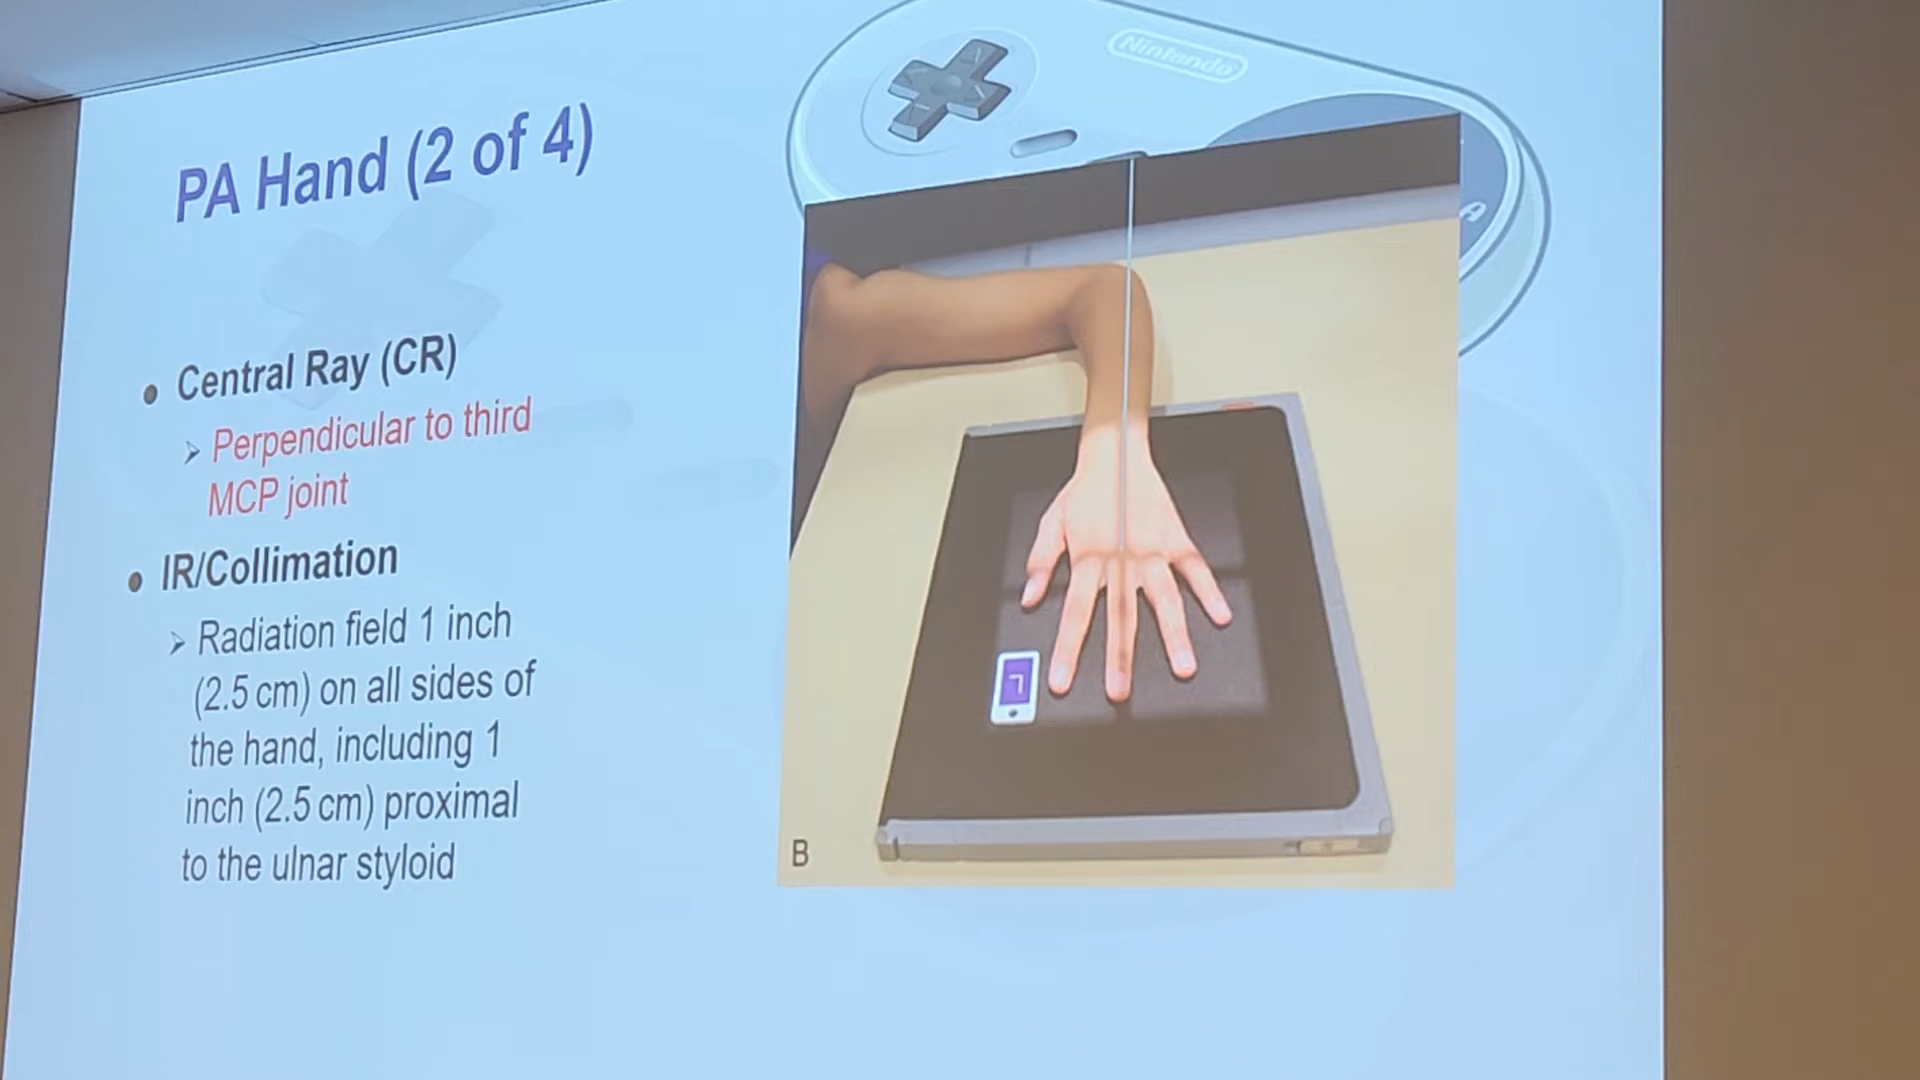 Nintendo
A
PA Hand (2 of 4)
Central Ray (CR)
Perpendicular to third
MCP joint
IR/Collimation
Radiation field 1 inch
(2.5 cm) on all sides of
the hand, including 1
inch (2.5 cm) proximal
to the ulnar styloid
L
B